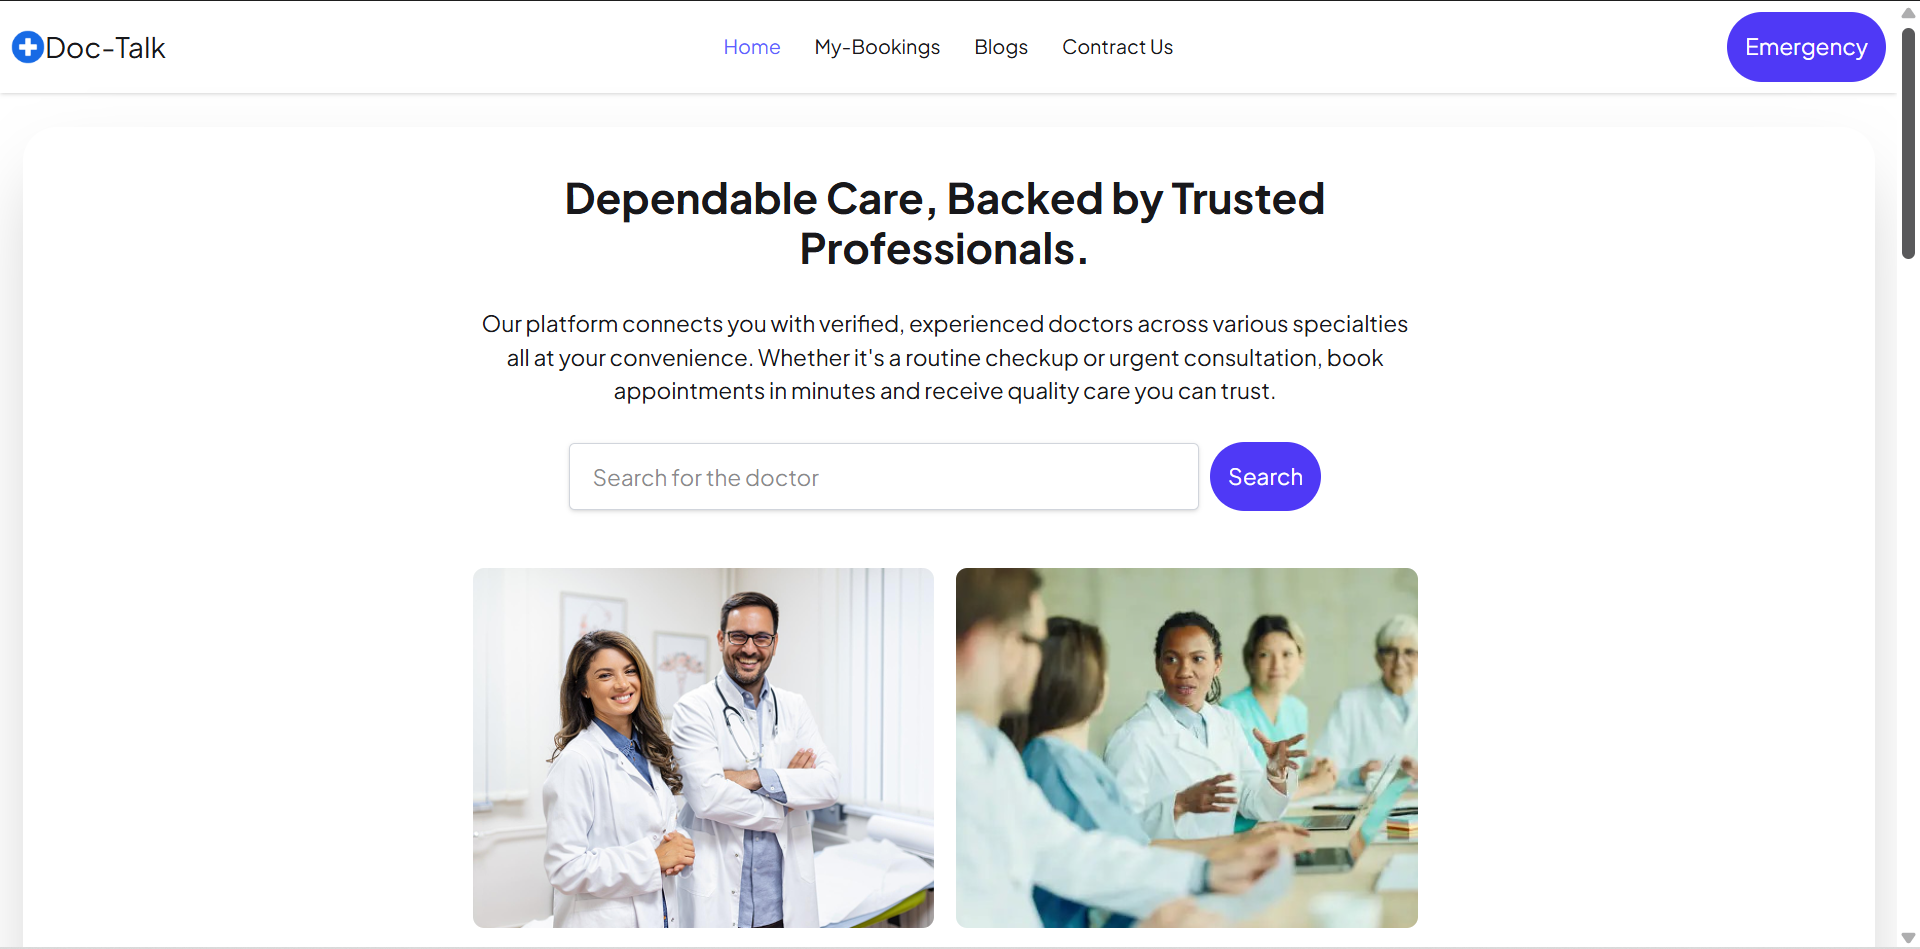 Doc-Talk
Home
My-Bookings
Blogs
Contract Us
Emergency
Dependable Care, Backed by Trusted
Professionals.
Our platform connects you with verified, experienced doctors across various specialties
all at your convenience. Whether it's a routine checkup or urgent consultation, book
appointments in minutes and receive quality care you can trust.
Search for the doctor
Search